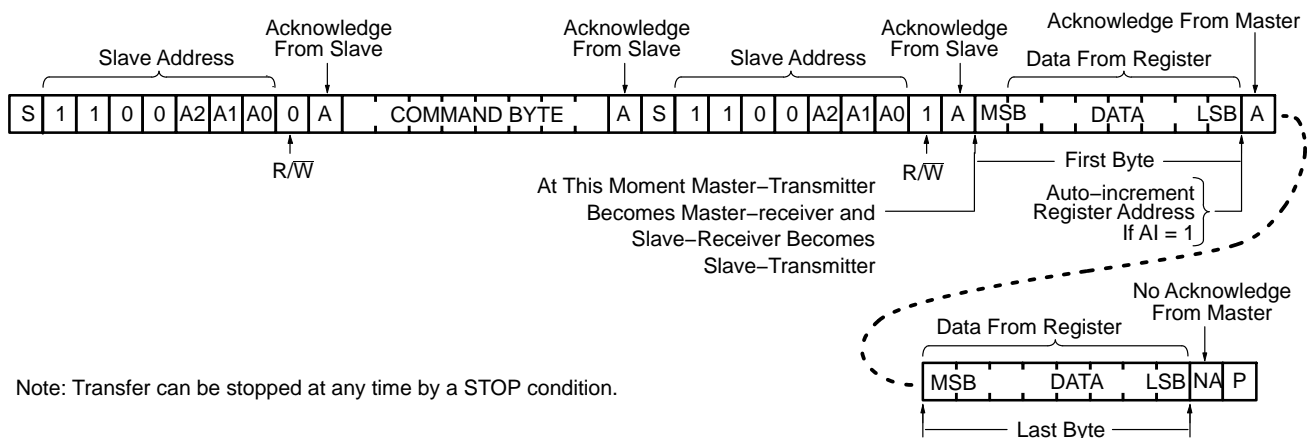 Acknowledge
From Slave
Acknowledge
From Slave
Acknowledge
From Slave
Acknowledge From Master
Slave Address
Slave Address
Data From Register
S 1 1 0 0 A2 A1 A0 0 A COMMAND BYTE A S 1 1 0 0 A2 A1 A0 1 A MSB DATA LSB A
R/W̅
R/W̅
First Byte
At This Moment Master−Transmitter
Becomes Master−receiver and
Slave−Receiver Becomes
Slave−Transmitter
Auto−increment
Register Address
If AI = 1
No Acknowledge
From Master
Data From Register
MSB DATA LSB NA P
Note: Transfer can be stopped at any time by a STOP condition.
Last Byte